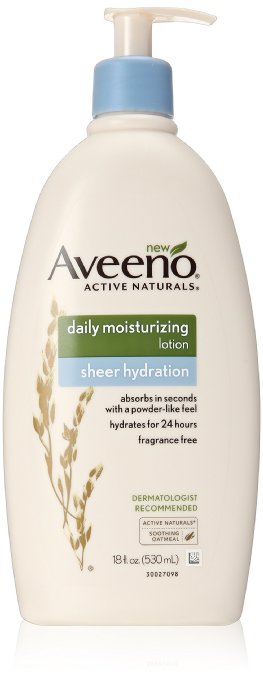 new
Aveeno®
ACTIVE NATURALS®
daily moisturizing
lotion
sheer hydration
absorbs in seconds
with a powder-like feel
hydrates for 24 hours
fragrance free
DERMATOLOGIST
RECOMMENDED
ACTIVE NATURALS®
SOOTHING
OATMEAL
18 fl. oz. (530 mL)
30027098